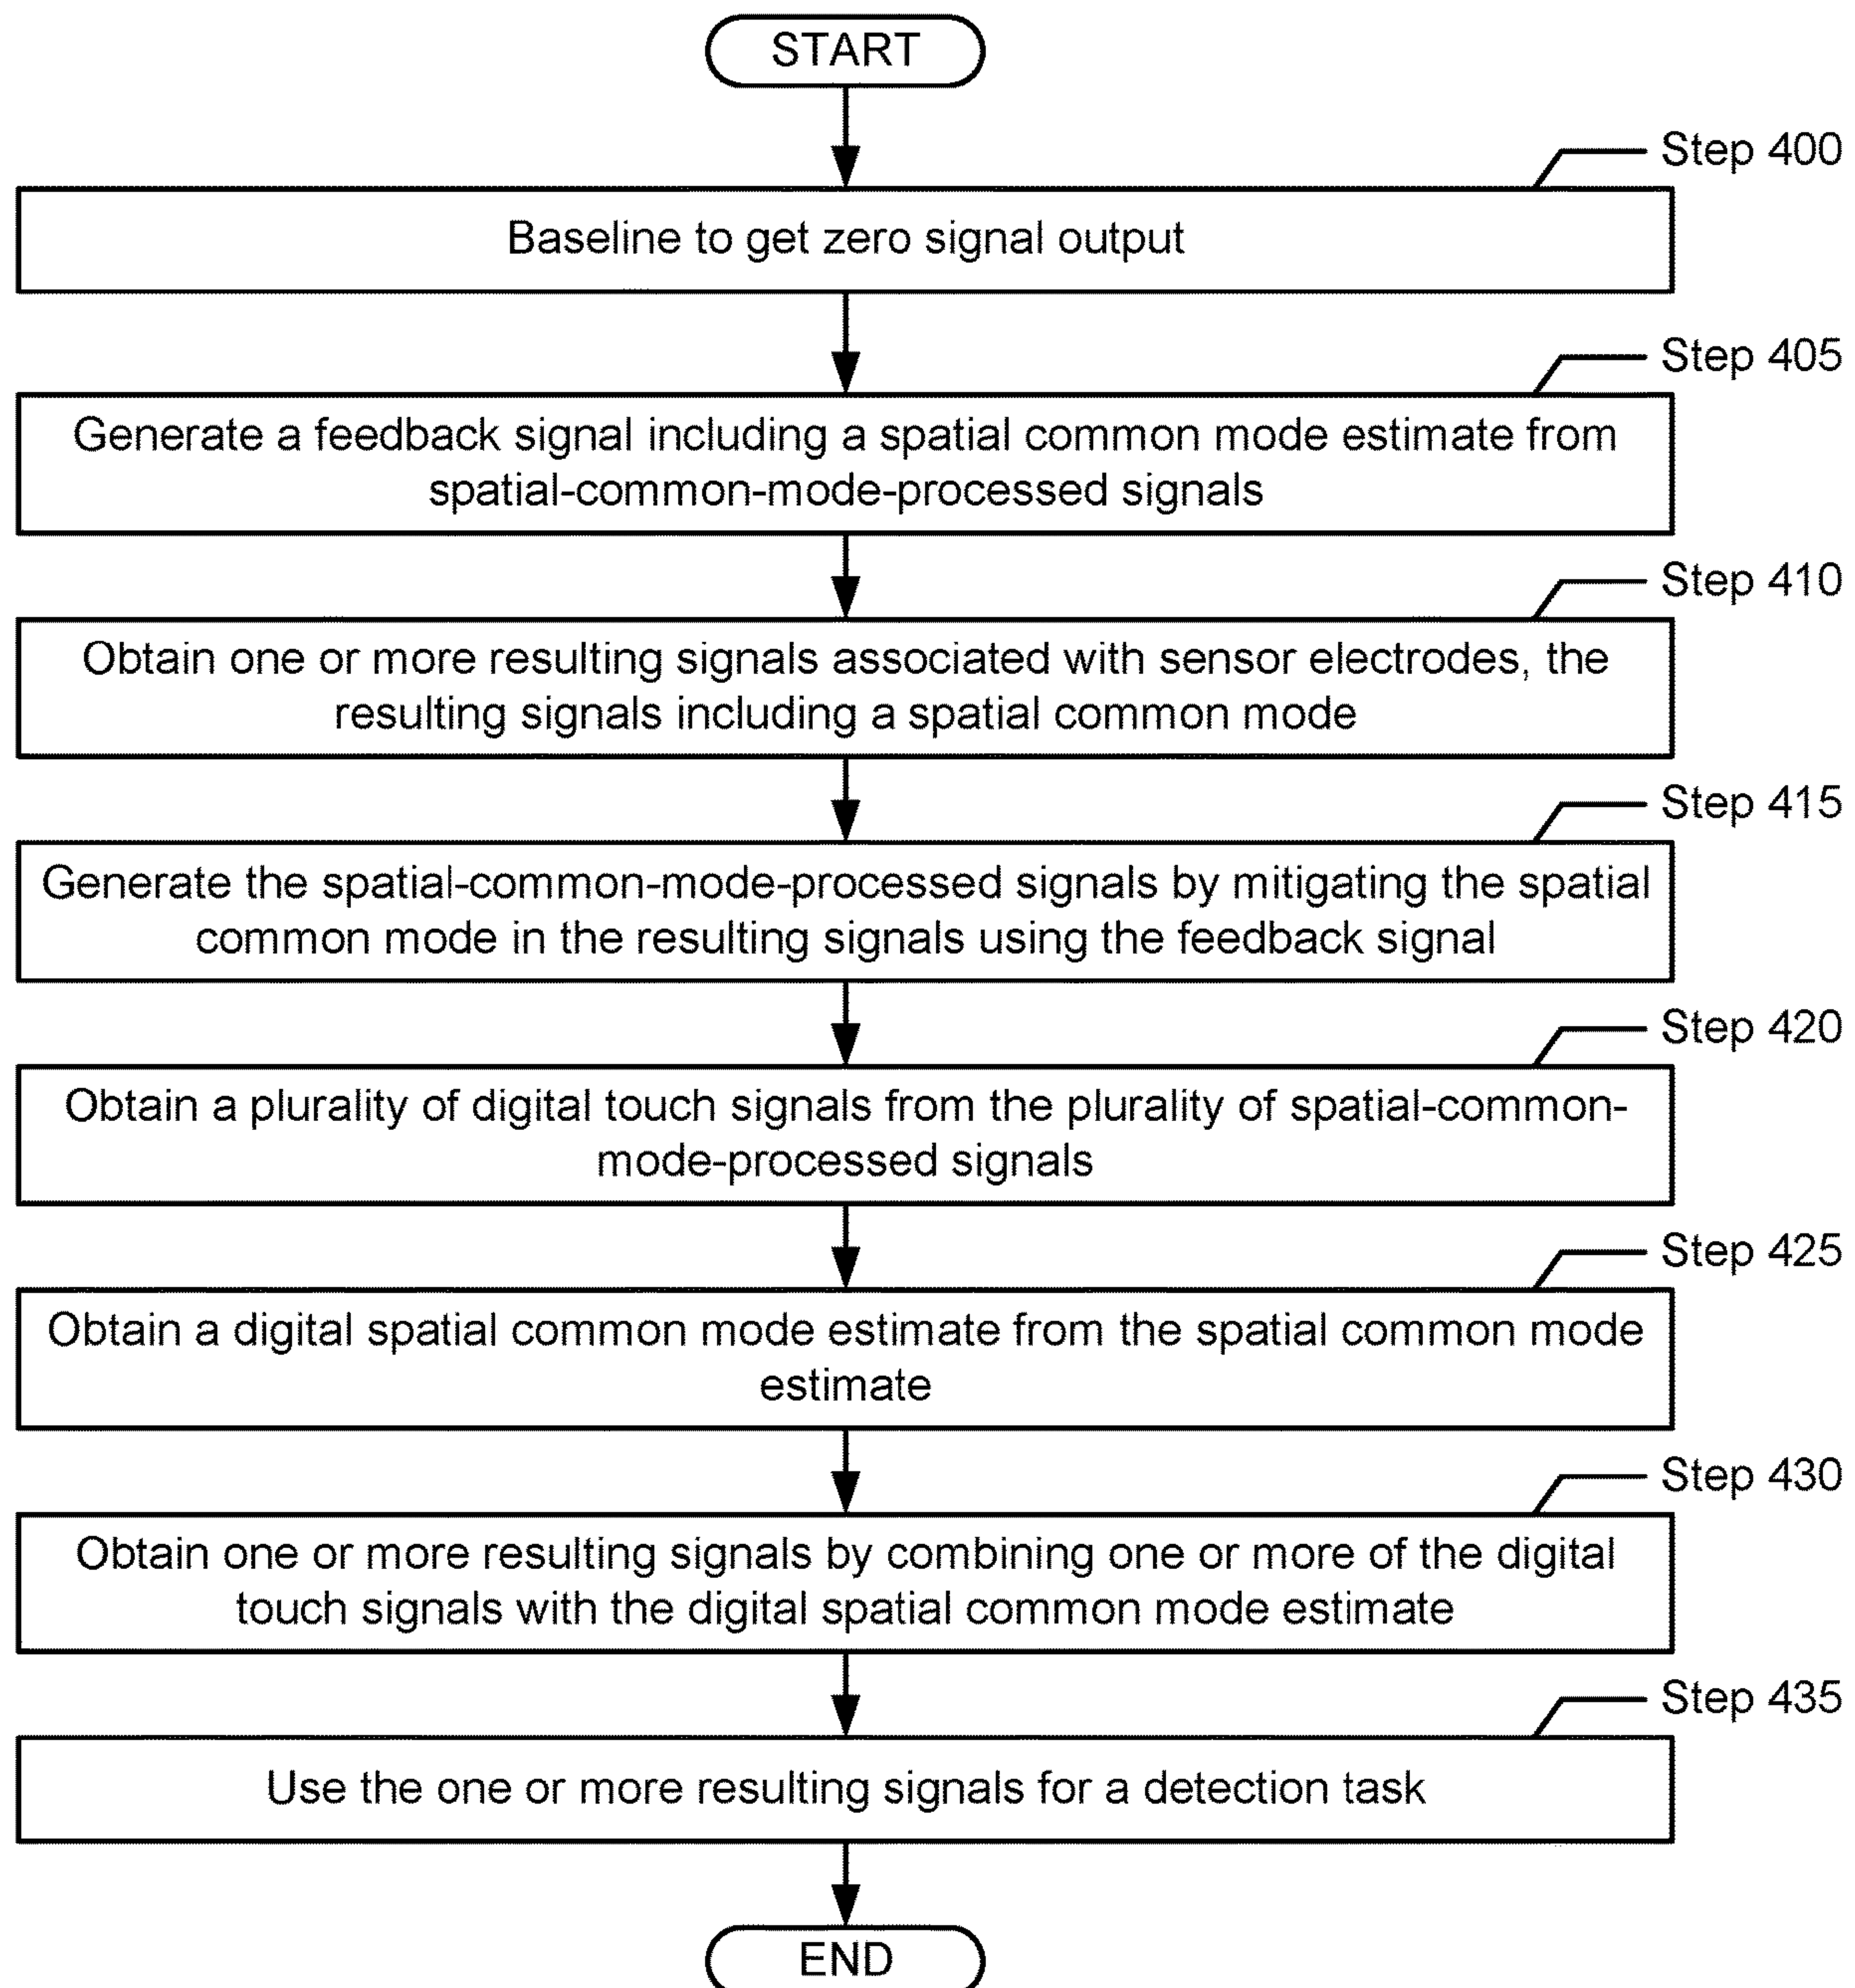 START
Step 400
Baseline to get zero signal output
Step 405
Generate a feedback signal including a spatial common mode estimate from
spatial-common-mode-processed signals
Step 410
Obtain one or more resulting signals associated with sensor electrodes, the
resulting signals including a spatial common mode
Step 415
Generate the spatial-common-mode-processed signals by mitigating the spatial
common mode in the resulting signals using the feedback signal
Step 420
Obtain a plurality of digital touch signals from the plurality of spatial-common-
mode-processed signals
Step 425
Obtain a digital spatial common mode estimate from the spatial common mode
estimate
Step 430
Obtain one or more resulting signals by combining one or more of the digital
touch signals with the digital spatial common mode estimate
Step 435
Use the one or more resulting signals for a detection task
END